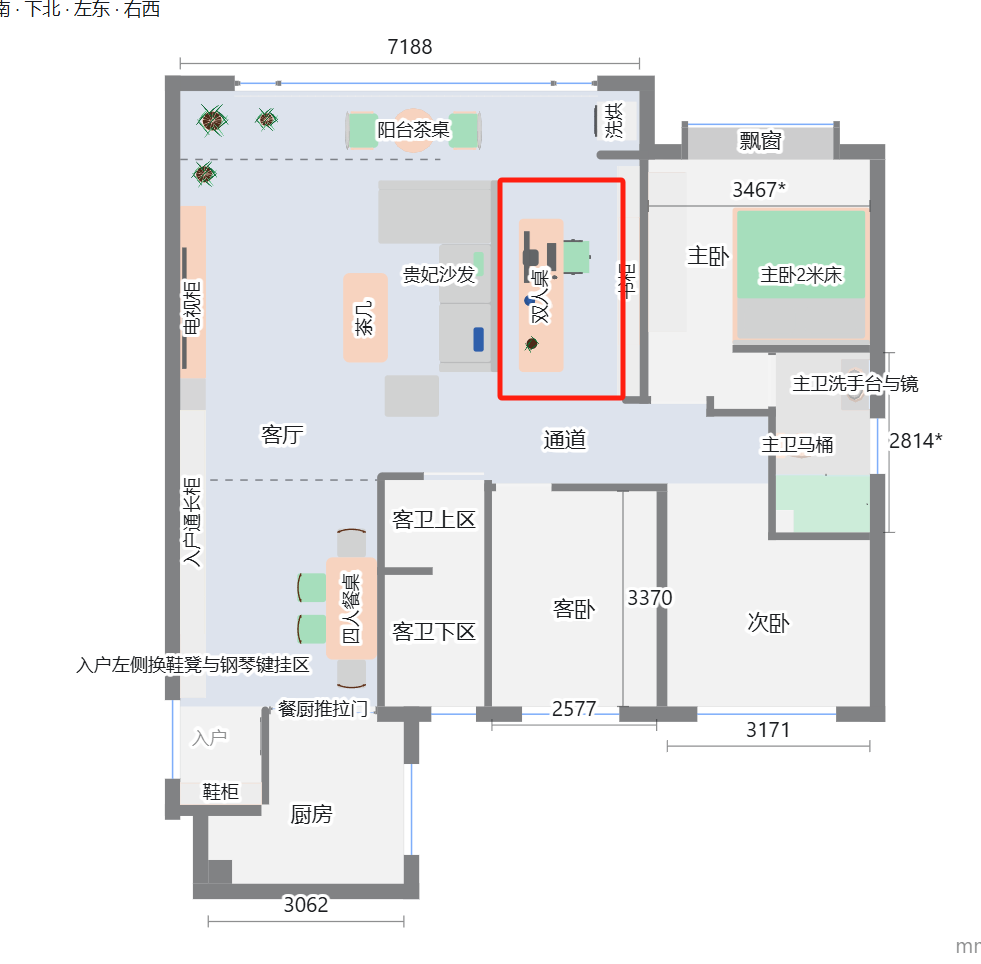 南 · 下北 · 左东 · 右西
7188
阳台茶桌
洗烘
飘窗
3467*
主卧
主卧2米床
贵妃沙发
电视柜
茶几
双人桌
书柜
主卫洗手台与镜
客厅
通道
主卫马桶
2814*
入户通长柜
客卫上区
四人餐桌
客卫下区
客卧
3370
次卧
入户左侧换鞋凳与钢琴键挂区
餐厨推拉门
2577
3171
入户
鞋柜
厨房
3062